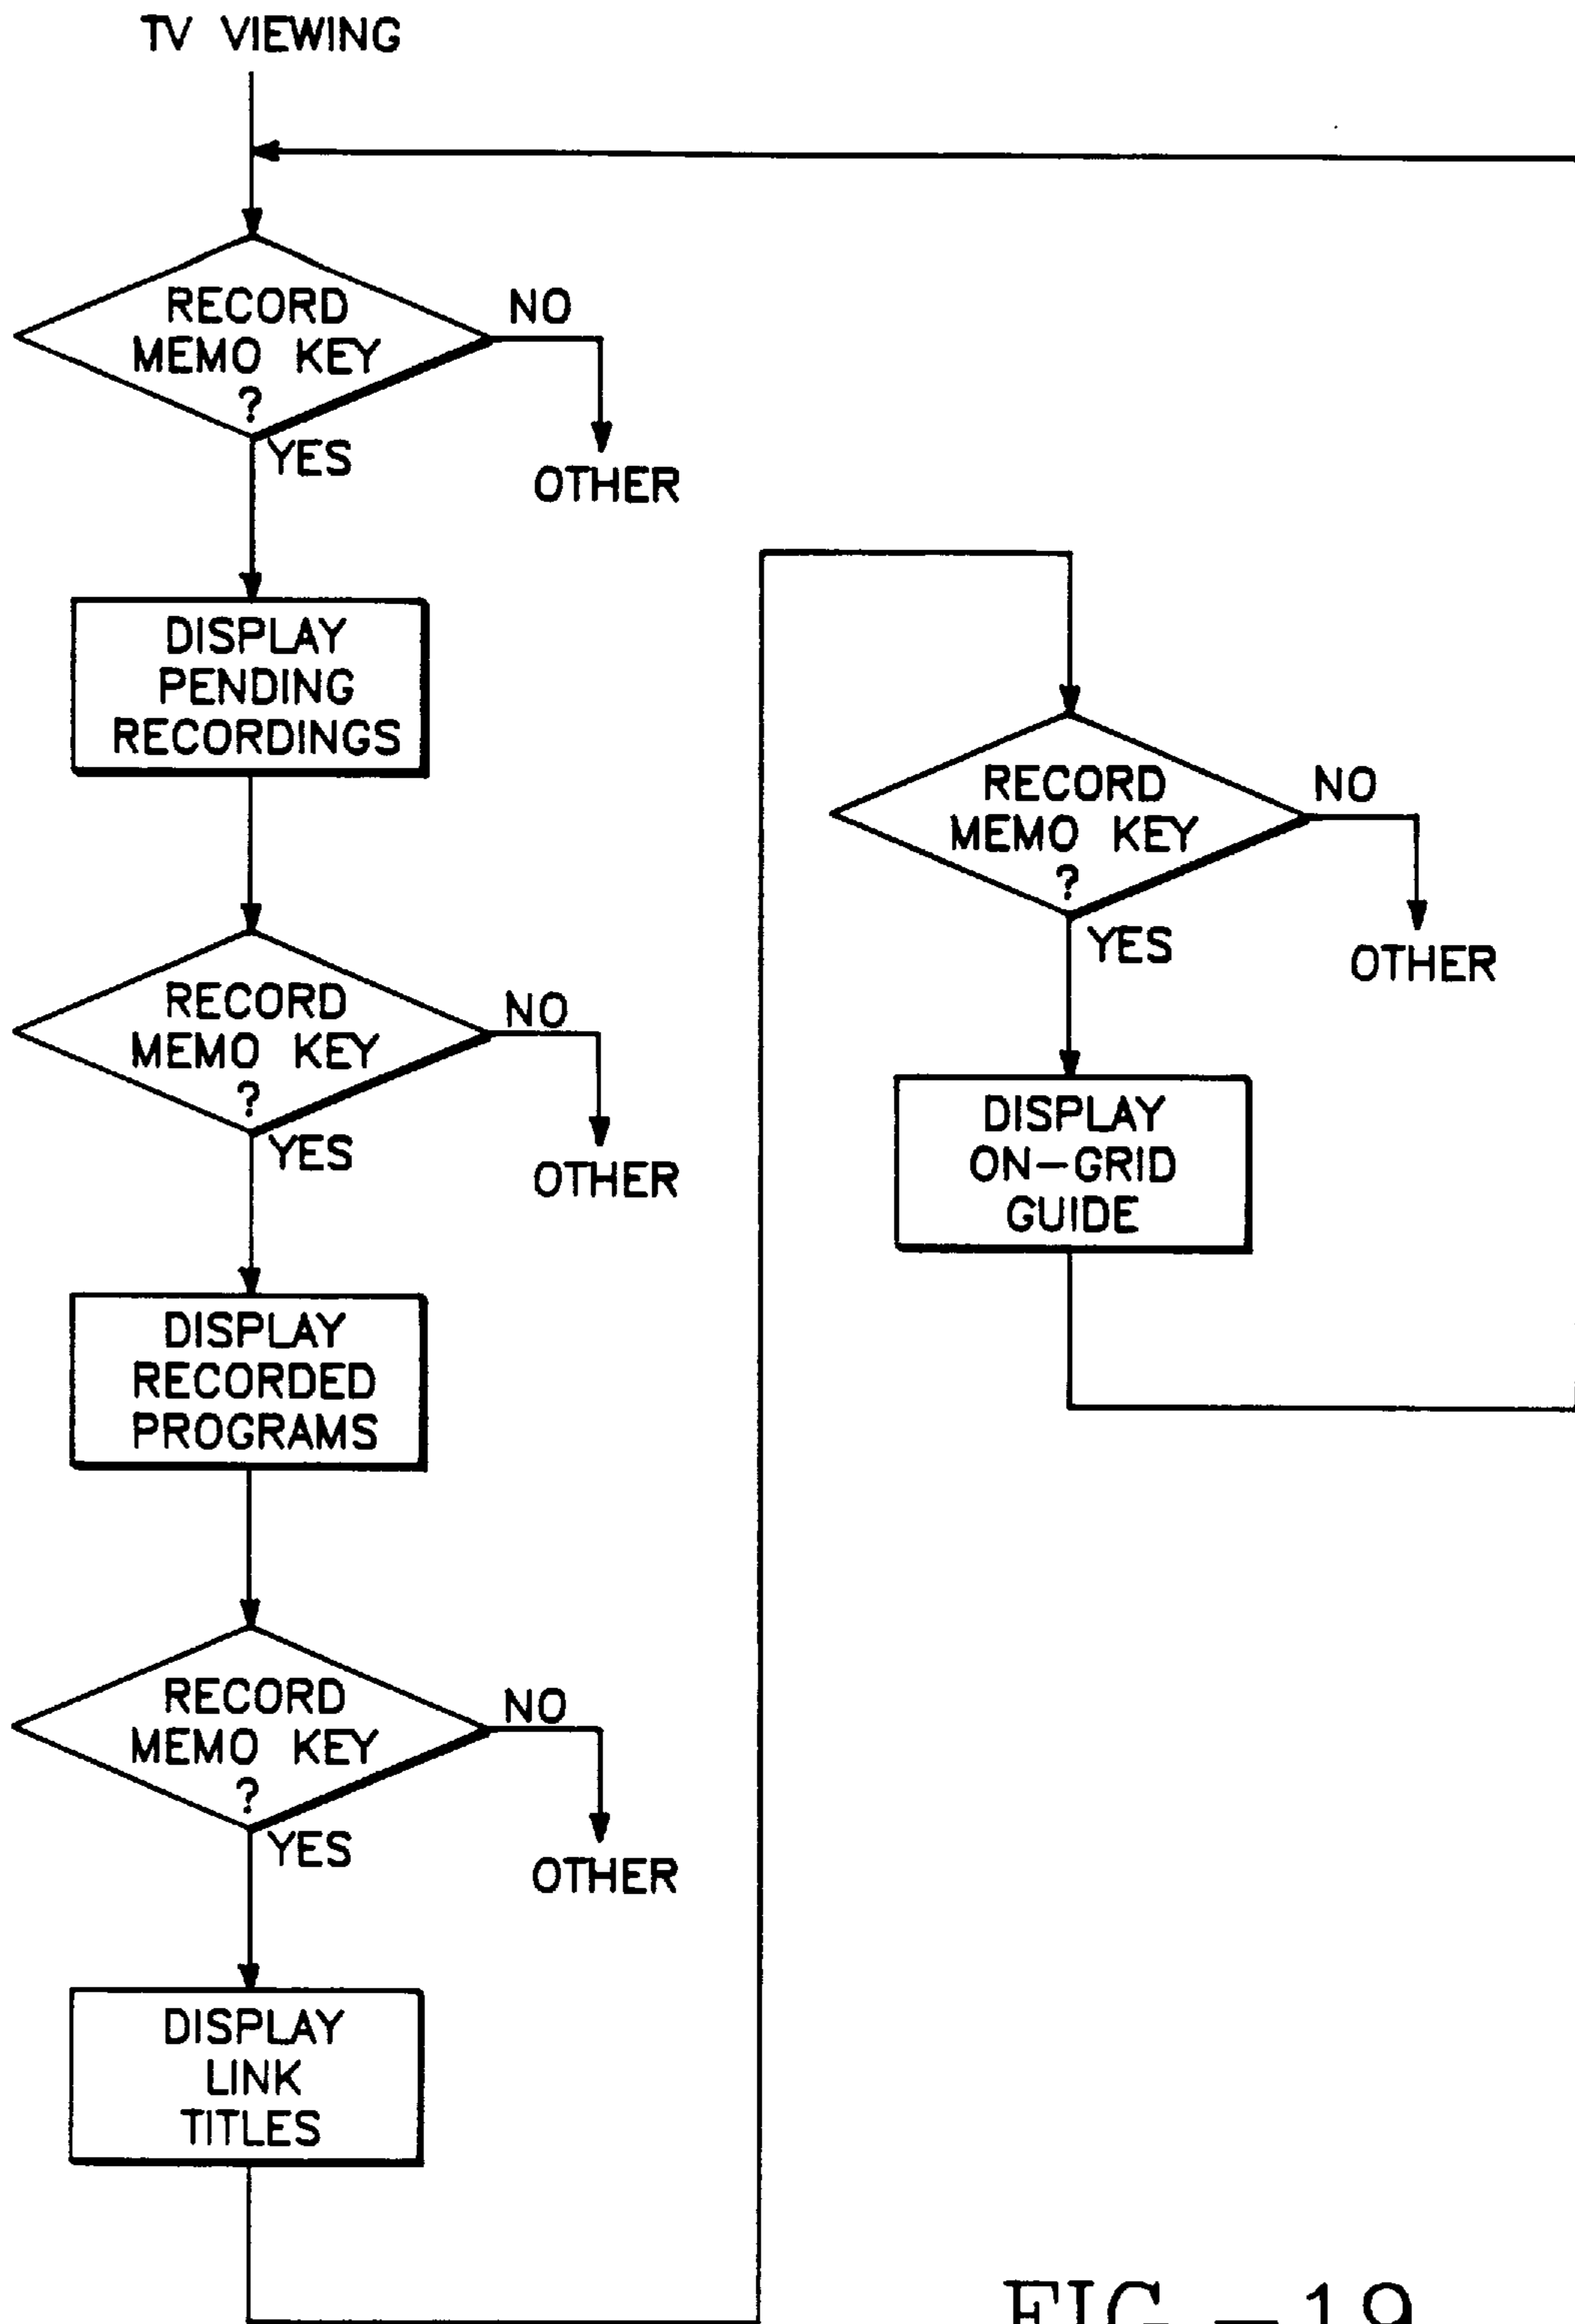 TV VIEWING
RECORD
MEMO KEY
?
NO
YES
OTHER
DISPLAY
PENDING
RECORDINGS
RECORD
MEMO KEY
?
NO
YES
OTHER
DISPLAY
RECORDED
PROGRAMS
RECORD
MEMO KEY
?
NO
YES
OTHER
DISPLAY
LINK
TITLES
RECORD
MEMO KEY
?
NO
YES
OTHER
DISPLAY
ON-GRID
GUIDE
FIG.-19